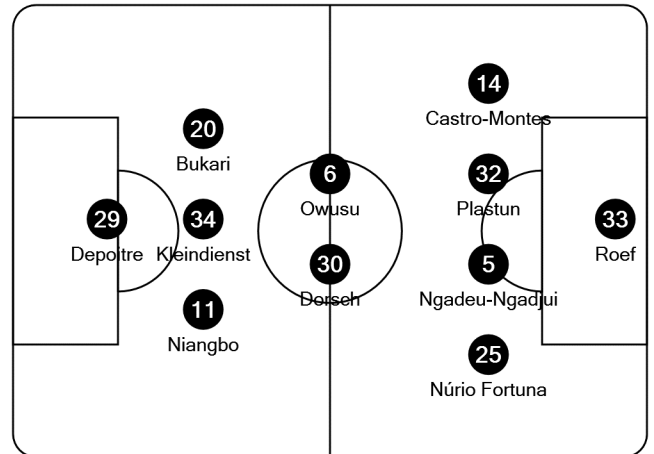 14
Castro-Montes
20
Bukari
6
Owusu
32
Plastun
29
Depoitre
34
Kleindienst
33
Roef
30
Dorsch
5
Ngadeu-Ngadjui
11
Niangbo
25
Núrio Fortuna